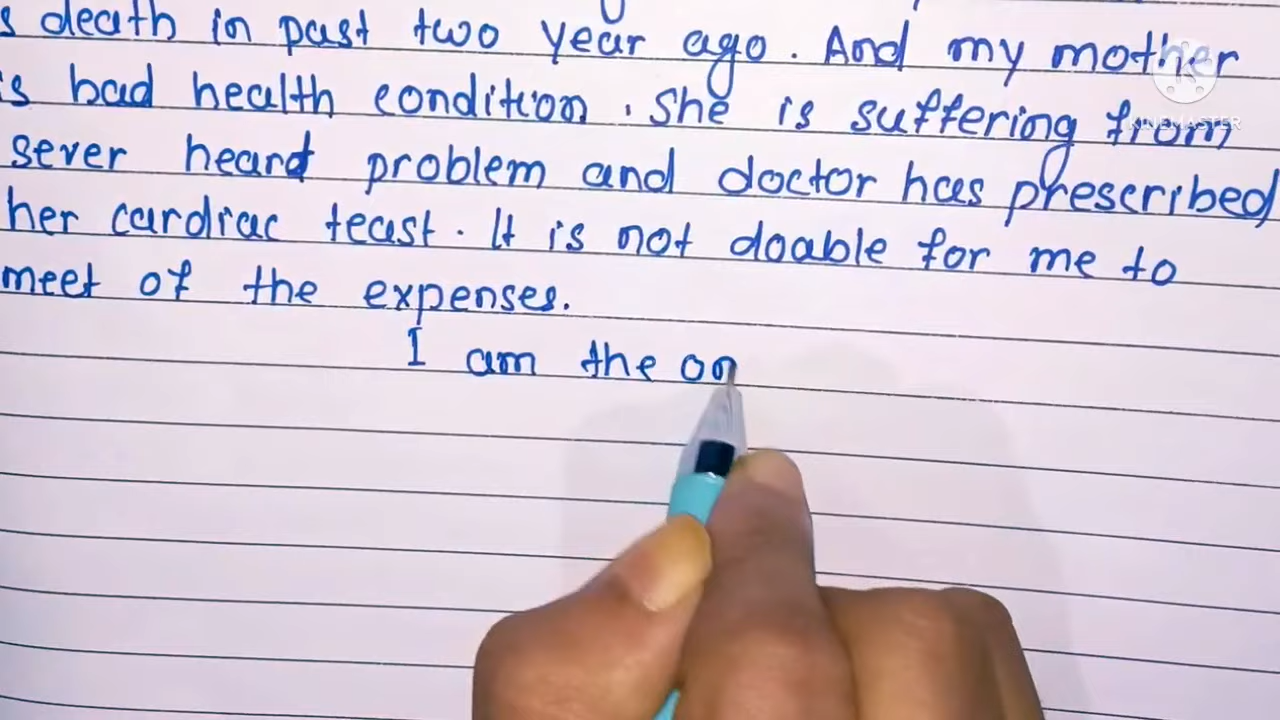 s death in past two year ago. And my mother
is bad health condition. She is suffering from
sever heard problem and doctor has prescribed
her cardiac teast. It is not doable for me to
meet of the expenses.
I am the on
KINEMASTER